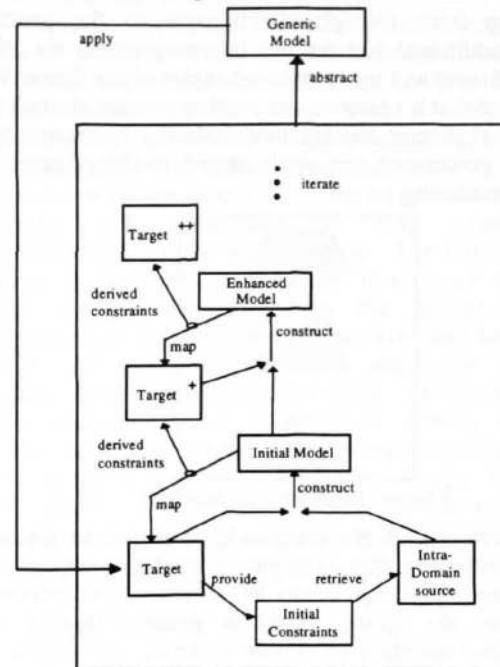 apply
Generic
Model
abstract
iterate
Target ++
derived
constraints
Enhanced
Model
construct
map
Target +
derived
constraints
Initial Model
construct
map
Target
provide
retrieve
Intra-
Domain
source
Initial
Constraints